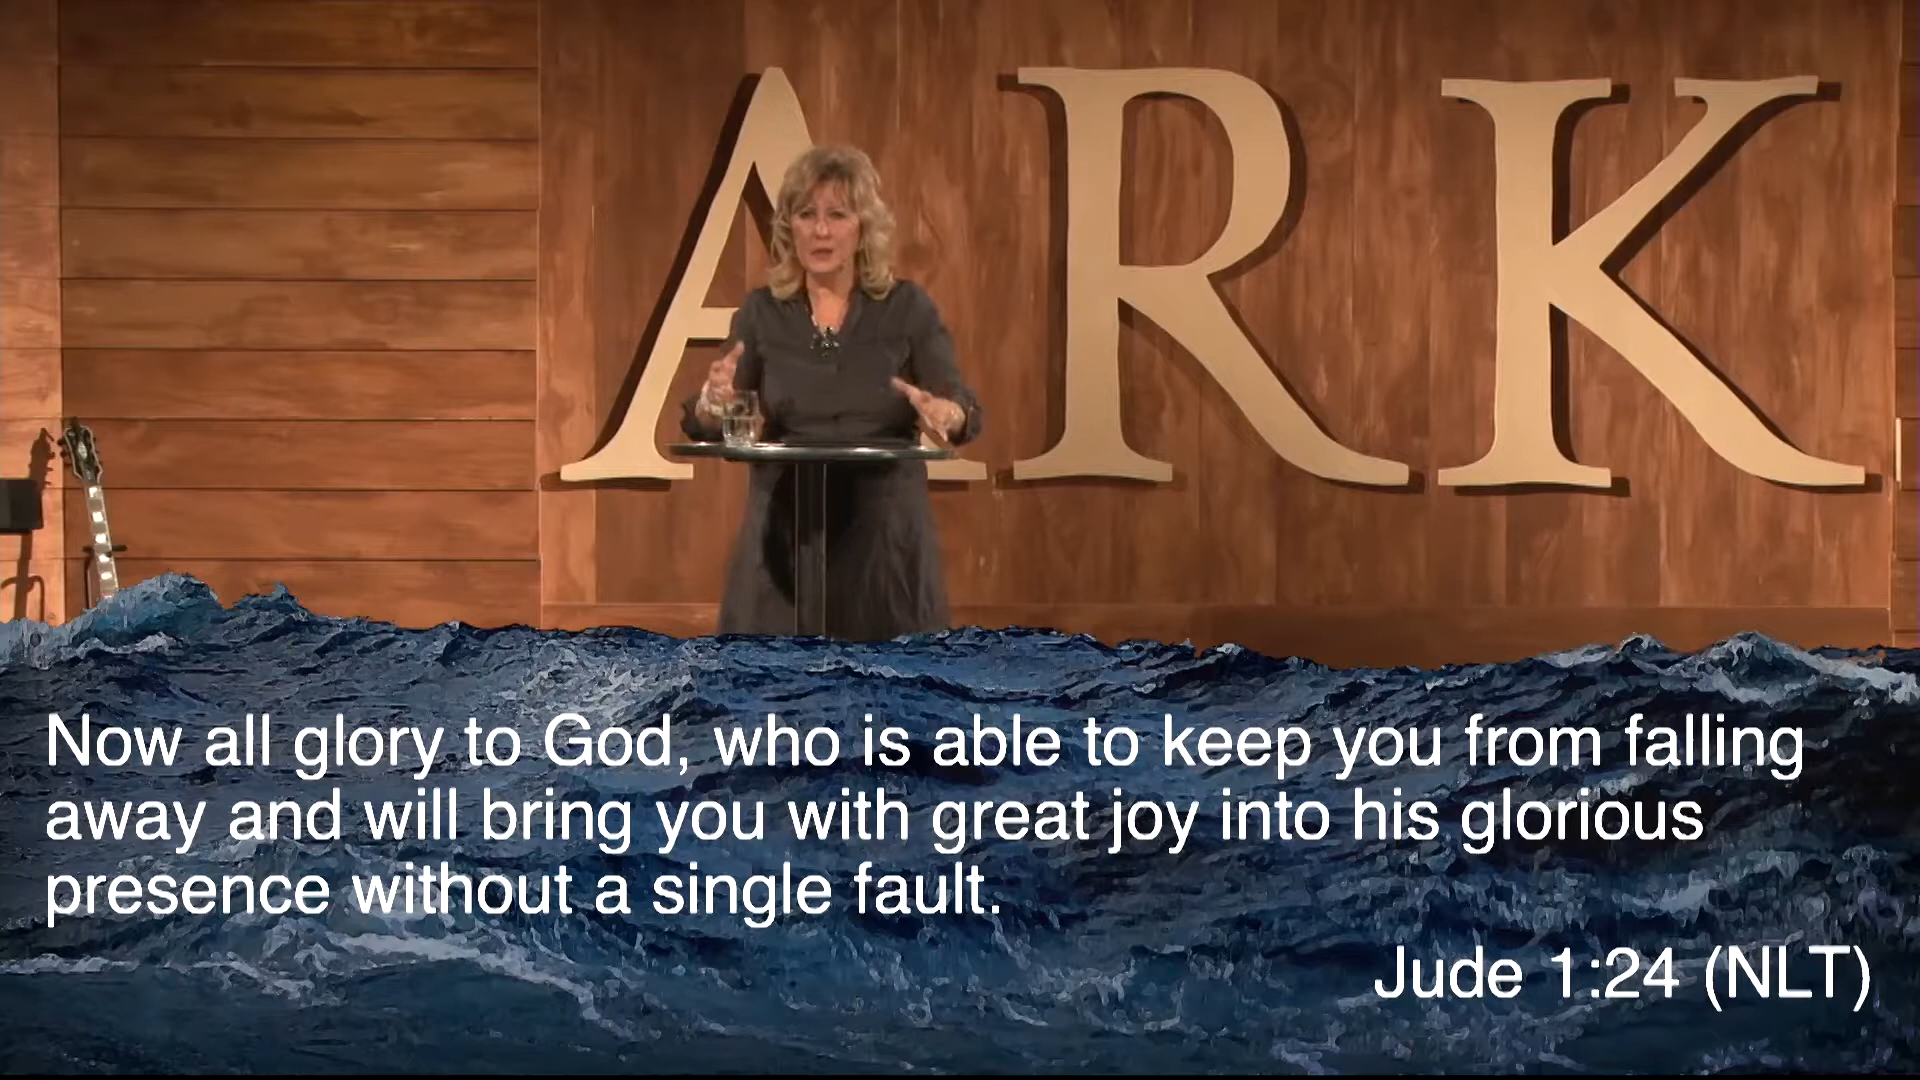 ARK
Now all glory to God, who is able to keep you from falling
away and will bring you with great joy into his glorious
presence without a single fault.
Jude 1:24 (NLT)